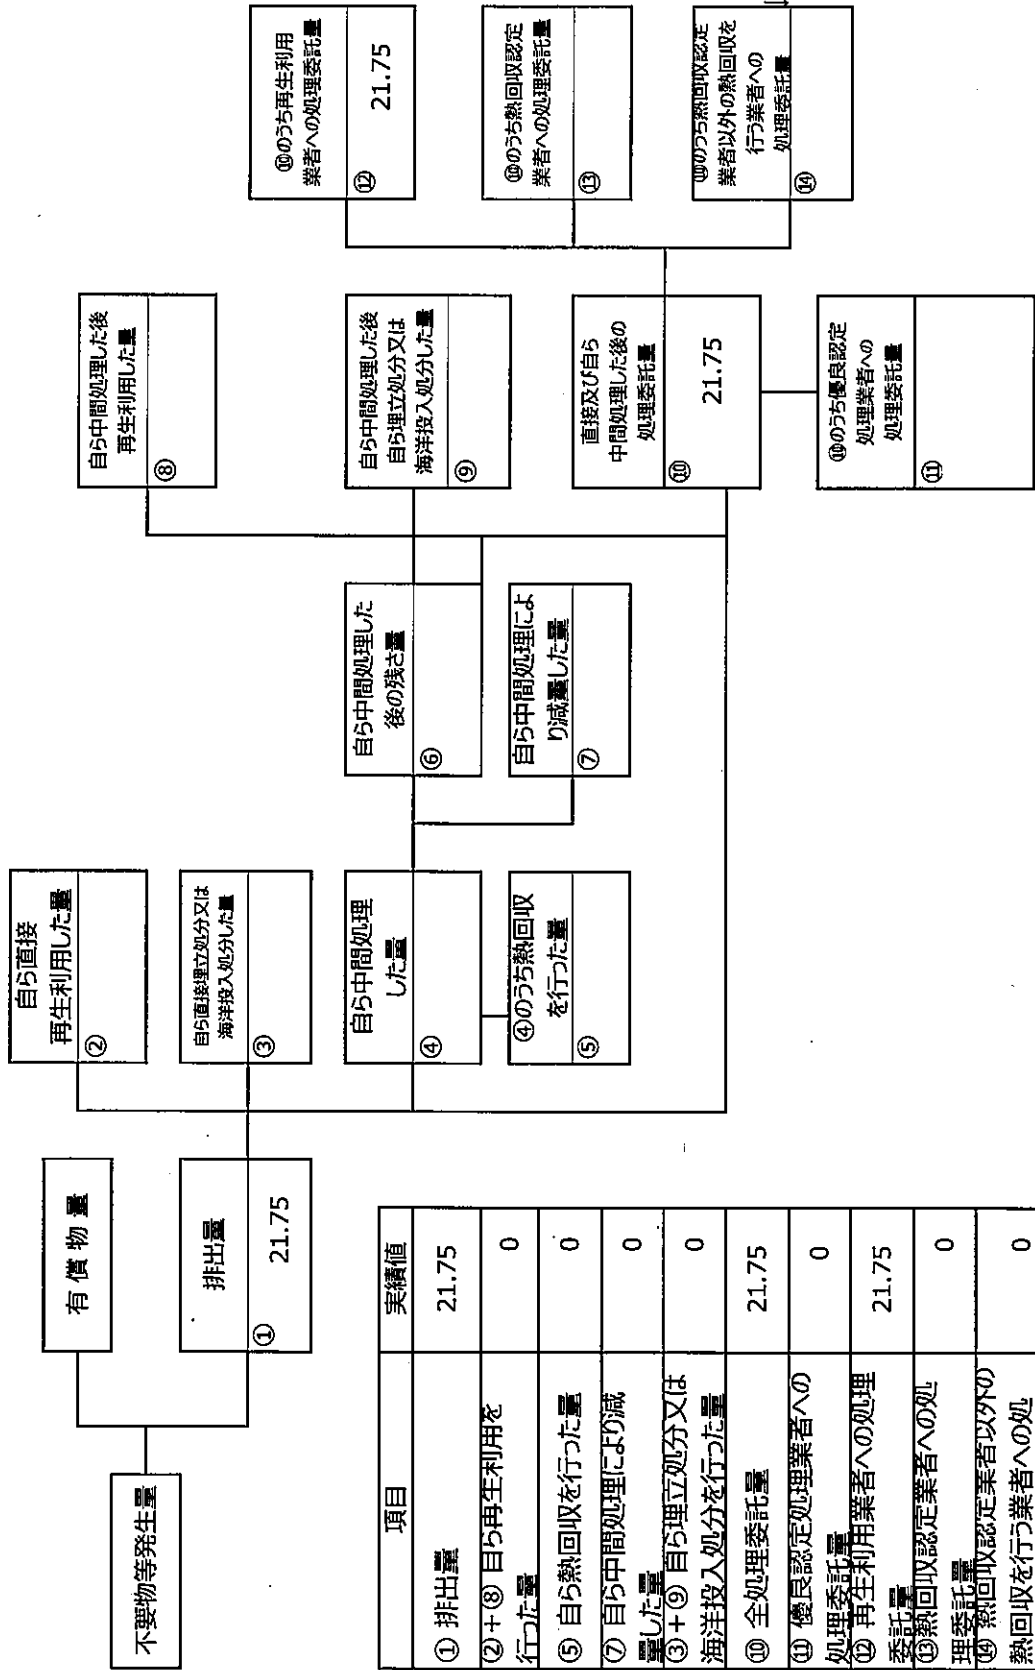 不要物等発生量
有償物量
排出量
①
21.75
自ら直接
再生利用した量
②
自ら直接埋立処分又は
海洋投入処分した量
③
自ら中間処理
した量
④
④のうち熱回収
を行った量
⑤
自ら中間処理した
後の残さ量
⑥
自ら中間処理によ
り減量した量
⑦
自ら中間処理した後
再生利用した量
⑧
自ら中間処理した後
自ら埋立処分又は
海洋投入処分した量
⑨
直接及び自ら
中間処理した後の
処理委託量
⑩
21.75
⑩のうち優良認定
処理業者への
処理委託量
⑪
⑩のうち再生利用
業者への処理委託量
⑫
21.75
⑩のうち熱回収認定
業者への処理委託量
⑬
⑩のうち熱回収認定
業者以外の熱回収を
行う業者への
処理委託量
⑭
項目 実績値
① 排出量 21.75
②+⑧ 自ら再生利用を
行った量 0
⑤ 自ら熱回収を行った量 0
⑦ 自ら中間処理により減
量した量 0
③+⑨ 自ら埋立処分又は
海洋投入処分を行った量 0
⑩ 全処理委託量 21.75
⑪ 優良認定処理業者への
処理委託量 0
⑫ 再生利用業者への処理
委託量 21.75
⑬熱回収認定業者への処
理委託量 0
⑭ 熱回収認定業者以外の
熱回収を行う業者への処 0